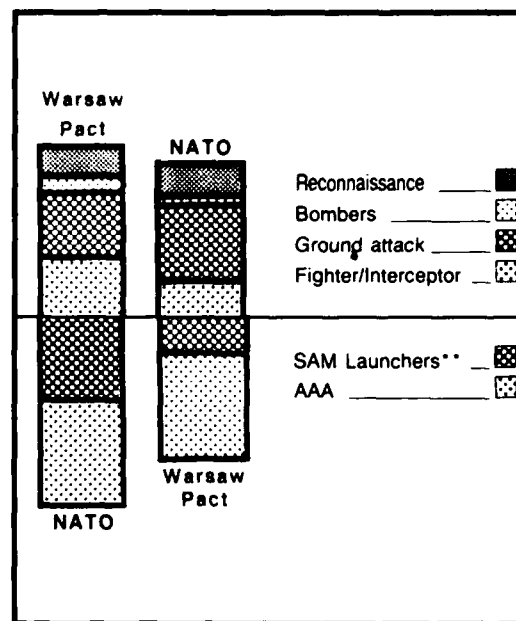 Warsaw
Pact
NATO
Reconnaissance
Bombers
Ground attack
Fighter/Interceptor
SAM Launchers**
AAA
NATO
Warsaw
Pact